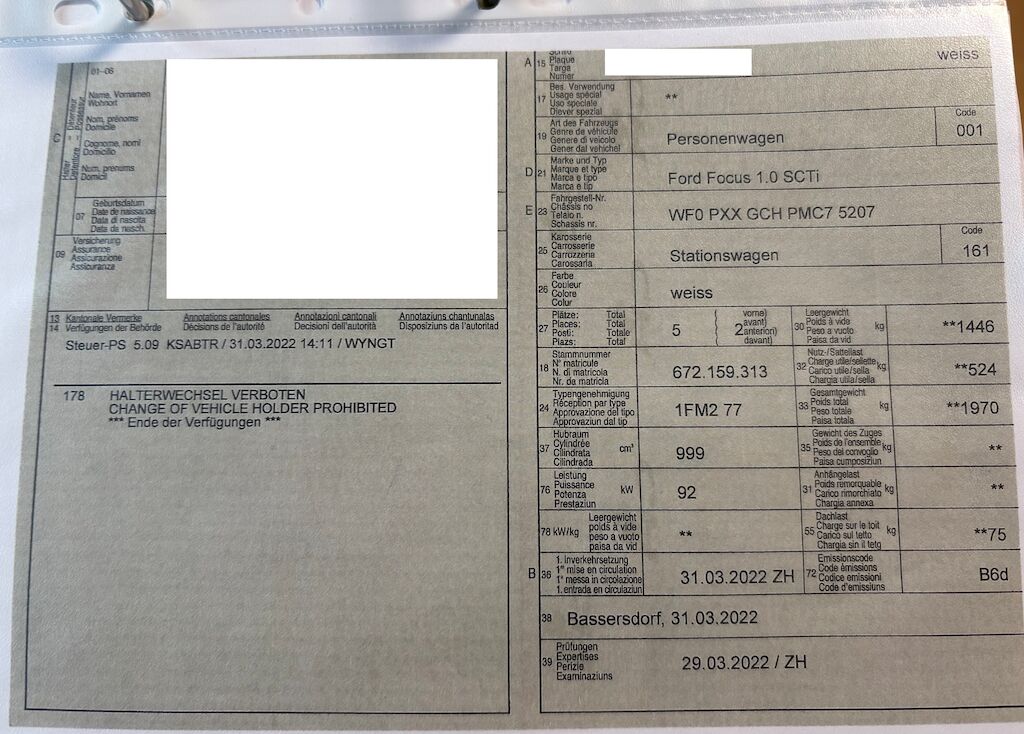 01-06
C
Halter Détenteur
Detentore Possessur
Name, Vornamen
Wohnort
Nom, prénoms
Domicile
Cognome, nomi
Domicilio
Num, prenums
Domicil
07
Geburtsdatum
Date de naissance
Data di nascita
Data da nasch.
09
Versicherung
Assurance
Assicurazione
Assicuranza
13 Kantonale Vermerke Annotations cantonales Annotazioni cantonali Annotaziuns chantunalas
14 Verfügungen der Behörde Décisions de l'autorité Decisioni dell'autorità Disposiziuns da l'autoritad
Steuer-PS 5.09 KSABTR / 31.03.2022 14:11 / WYNGT
178 HALTERWECHSEL VERBOTEN
CHANGE OF VEHICLE HOLDER PROHIBITED
*** Ende der Verfügungen ***
A 15 Schild
Plaque
Targa
Numer
weiss
17 Bes. Verwendung
Usage spécial
Uso speciale
Diever spezial
**
19 Art des Fahrzeugs
Genre de véhicule
Genere di veicolo
Gener dal vehichel
Personenwagen
Code
001
D 21 Marke und Typ
Marque et type
Marca e tipo
Marca e tip
Ford Focus 1.0 SCTi
E 23 Fahrgestell-Nr.
Châssis no
Telaio n.
Schassis nr.
WF0 PXX GCH PMC7 5207
25 Karosserie
Carrosserie
Carrozzeria
Carossaria
Stationswagen
Code
161
26 Farbe
Couleur
Colore
Colur
weiss
27 Plätze: Total
Places: Total
Posti: Totale
Plazs: Total
5
2
vorne)
avant)
anteriori)
davant)
30 Leergewicht
Poids à vide
Peso a vuoto
Paisa da vid
kg
**1446
18 Stammnummer
N° matricule
N. di matricola
Nr. da matricla
672.159.313
32 Nutz-/Sattellast
Charge utile/sellette
Carico utile/sella
Chargia utila/sella
kg
**524
24 Typengenehmigung
Réception par type
Approvazione del tipo
Approvaziun dal tip
1FM2 77
33 Gesamtgewicht
Poids total
Peso totale
Paisa totala
kg
**1970
37 Hubraum
Cylindrée
Cilindrata
Cilindrada
cm³
999
35 Gewicht des Zuges
Poids de l'ensemble
Peso del convoglio
Paisa cumposiziun
kg
**
76 Leistung
Puissance
Potenza
Prestaziun
kW
92
31 Anhängelast
Poids remorquable
Carico rimorchiato
Chargia annexa
kg
**
78 kW/kg
Leergewicht
poids à vide
peso a vuoto
paisa da vid
**
55 Dachlast
Charge sur le toit
Carico sul tetto
Chargia sin il tetg
kg
**75
B 36 1. Inverkehrsetzung
1re mise en circulation
1a messa in circolazione
1. entrada en circulaziun
31.03.2022 ZH
72 Emissionscode
Code émissions
Codice emissioni
Code d'emissiuns
B6d
38 Bassersdorf, 31.03.2022
39 Prüfungen
Expertises
Perizie
Examinaziuns
29.03.2022 / ZH